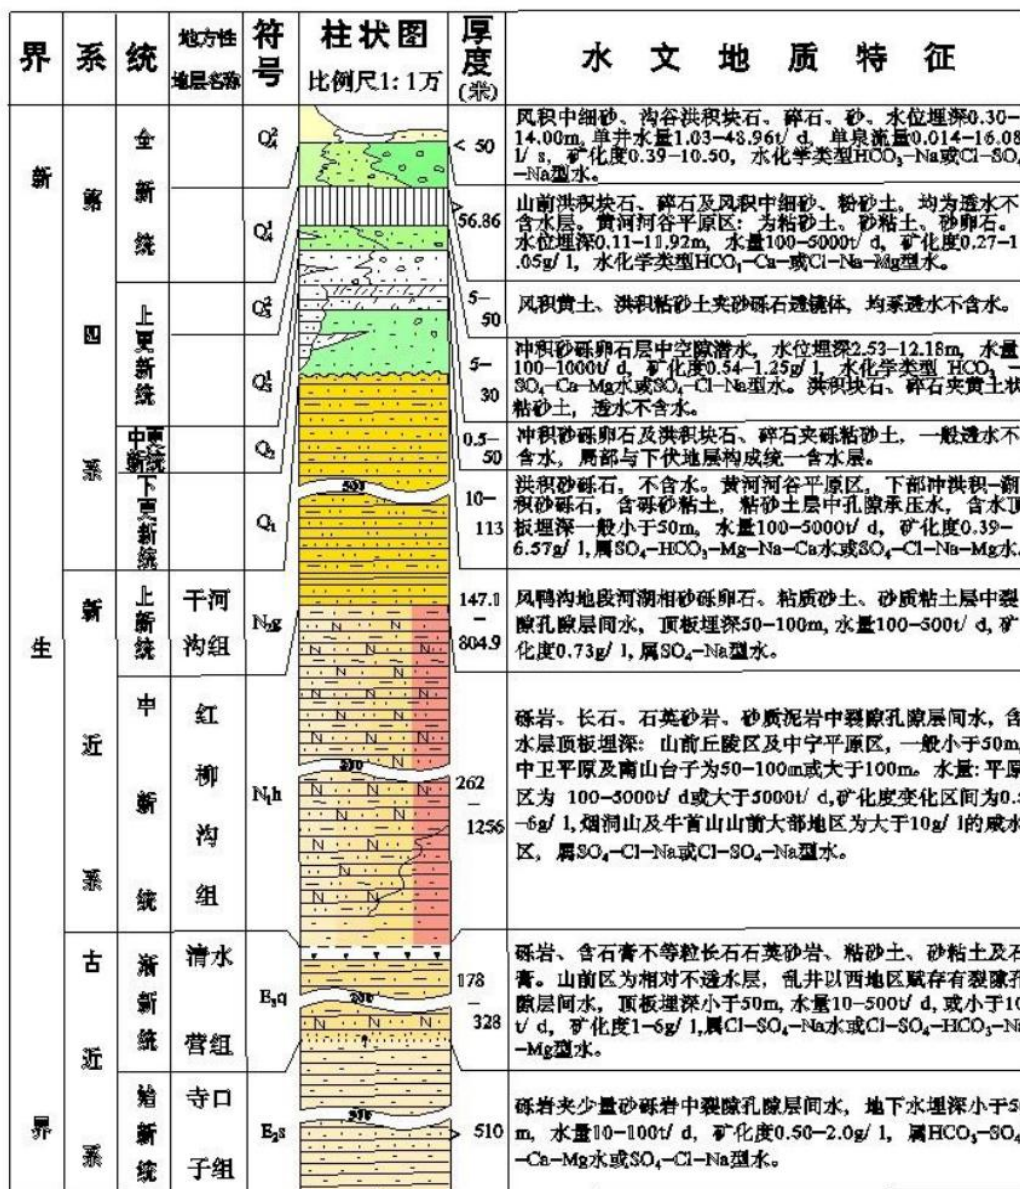 界 系 统 地方性地层名称 符号 柱状图 比例尺1:1万 厚度(米) 水文地质特征
新生界
第四系
全新统
Q₄²
< 50
风积中细砂、沟谷洪积块石、碎石、砂、水位埋深0.30-
14.00m, 单井水量1.03-48.96t/ d, 单泉流量0.014-16.08
l/ s, 矿化度0.39-10.50, 水化学类型HCO₃-Na或Cl-SO₄
-Na型水。
Q₄¹
>56.86
山前洪积块石、碎石及风积中细砂、粉砂土, 均为透水不
含水层。黄河河谷平原区: 为粘砂土、砂粘土、砂卵石。
水位埋深0.11-11.92m, 水量100-5000t/ d, 矿化度0.27-1
.05g/ l, 水化学类型HCO₃-Ca-或Cl-Na-Mg型水。
上更新统
Q₃²
5-50
风积黄土、洪积粘砂土夹砂砾石透镜体, 均系透水不含水。
Q₃¹
5-30
冲积砂砾卵石层中空隙潜水, 水位埋深2.53-12.18m, 水量
100-1000t/ d, 矿化度0.54-1.25g/ l, 水化学类型 HCO₃ -
SO₄-Ca-Mg水或SO₄-Cl-Na型水。洪积块石、碎石夹黄土状
粘砂土, 透水不含水。
中更新统
Q₂
0.5-50
冲积砂砾卵石及洪积块石、碎石夹砾粘砂土, 一般透水不
含水, 局部与下伏地层构成统一含水层。
下更新统
Q₁
500
10-113
洪积砂砾石, 不含水。黄河河谷平原区, 下部冲洪积-湖
积砂砾石, 含砾砂粘土, 粘砂土层中孔隙承压水, 含水顶
板埋深一般小于50m, 水量100-5000t/ d, 矿化度0.39-
6.57g/ l,属SO₄-HCO₃-Mg-Na-Ca水或SO₄-Cl-Na-Mg水.
新近系
上新统
干河沟组
N₂g
147.1-804.9
风鸭沟地段河湖相砂砾卵石、粘质砂土、砂质粘土层中裂
隙孔隙层间水, 顶板埋深50-100m, 水量100-500t/ d, 矿
化度0.73g/ l, 属SO₄-Na型水。
中新统
红柳沟组
N₁h
262-1256
砾岩、长石、石英砂岩、砂质泥岩中裂隙孔隙层间水, 含
水层顶板埋深: 山前丘陵区及中宁平原区, 一般小于50m,
中卫平原及南山台子为50-100m或大于100m。水量: 平原
区为 100-5000t/ d或大于5000t/ d,矿化度变化区间为0.
-6g/ l, 烟洞山及牛首山山前大部地区为大于10g/ l的咸水
区, 属SO₄-Cl-Na或Cl-SO₄-Na型水。
古近系
渐新统
清水营组
E₃q
178-328
砾岩、含石膏不等粒长石石英砂岩、粘砂土、砂粘土及石
膏。山前区为相对不透水层, 乱井以西地区赋存有裂隙孔
隙层间水, 顶板埋深小于50m, 水量10-500t/ d, 或小于10
t/ d, 矿化度1-6g/ l,属Cl-SO₄-Na水或Cl-SO₄-HCO₃-Na
-Mg型水。
始新统
寺口子组
E₂s
>510
砾岩夹少量砂砾岩中裂隙孔隙层间水, 地下水埋深小于50
m, 水量10-100t/ d, 矿化度0.50-2.0g/ l, 属HCO₃-SO₄
-Ca-Mg水或SO₄-Cl-Na型水。